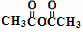 O O
‖ ‖
CH₃COCCH₃